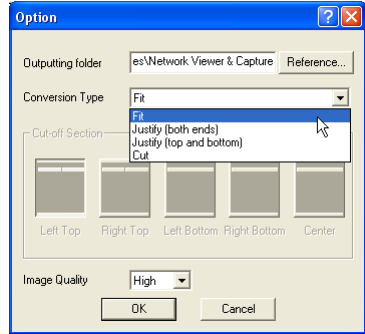 Option
Outputting folder es\Network Viewer & Capture Reference...
Conversion Type Fit
Fit
Justify (both ends)
Justify (top and bottom)
Cut
Cut-off Section
Left Top Right Top Left Bottom Right Bottom Center
Image Quality High
OK Cancel